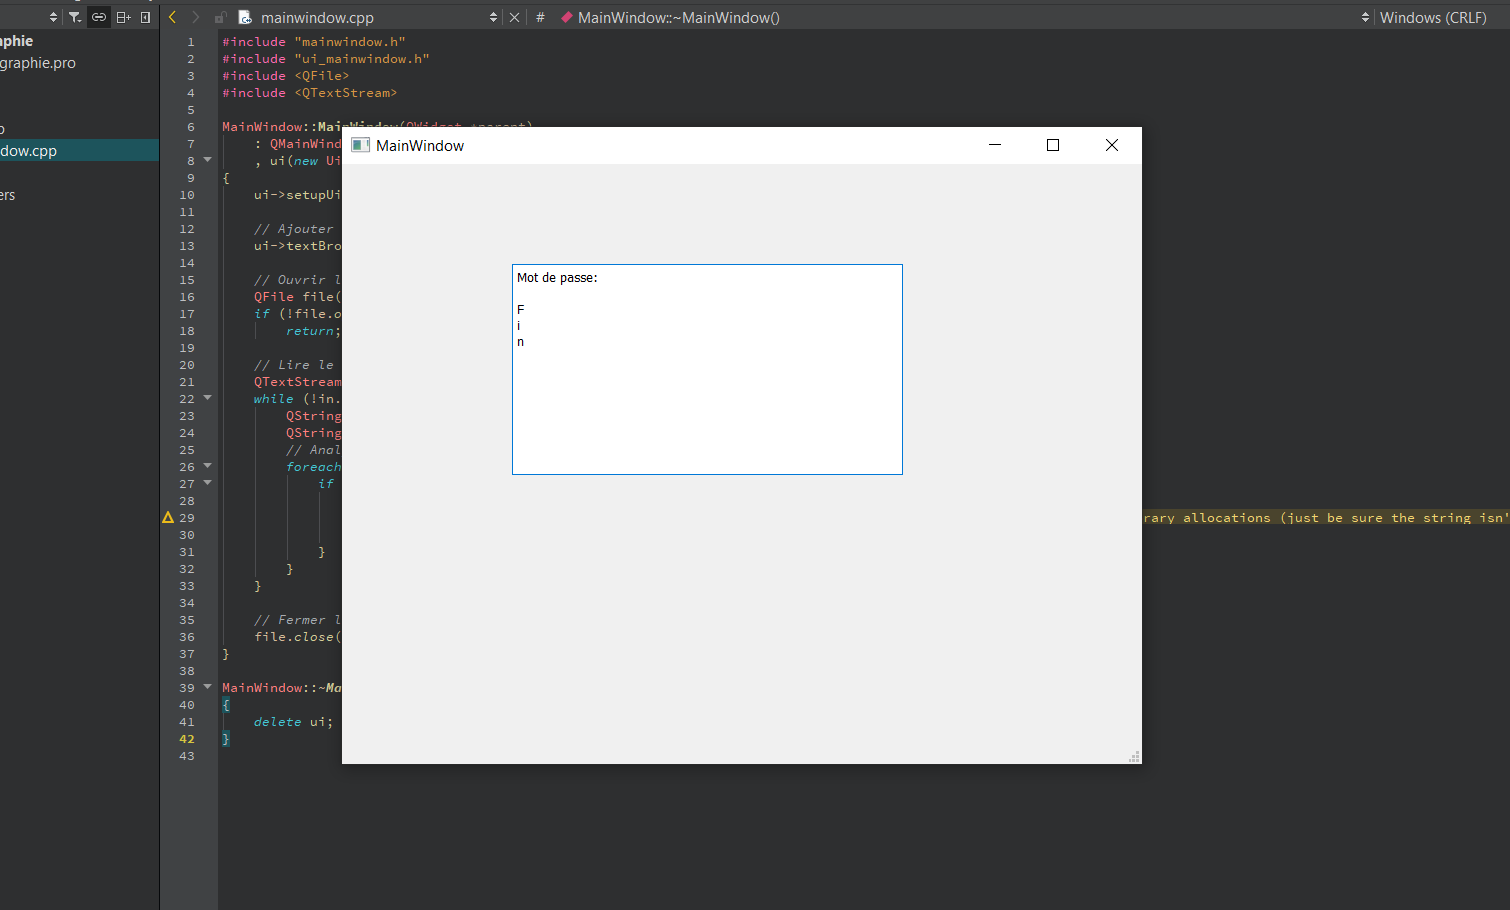 mainwindow.cpp # MainWindow::~MainWindow() Windows (CRLF)
phie
graphie.pro
dow.cpp
ers
1 #include "mainwindow.h"
2 #include "ui_mainwindow.h"
3 #include <QFile>
4 #include <QTextStream>
5
6 MainWindow::MainWindow(QWidget *parent)
7 : QMainWind
8 , ui(new Ui
9 {
10 ui->setupUi
11
12 // Ajouter
13 ui->textBro
14
15 // Ouvrir l
16 QFile file(
17 if (!file.o
18 return;
19
20 // Lire le
21 QTextStream
22 while (!in.
23 QString
24 QString
25 // Anal
26 foreach
27 if
28
29 rary allocations (just be sure the string isn'
30
31 }
32 }
33 }
34
35 // Fermer l
36 file.close(
37 }
38
39 MainWindow::~Ma
40 {
41 delete ui;
42 }
43
MainWindow
Mot de passe:
F
i
n